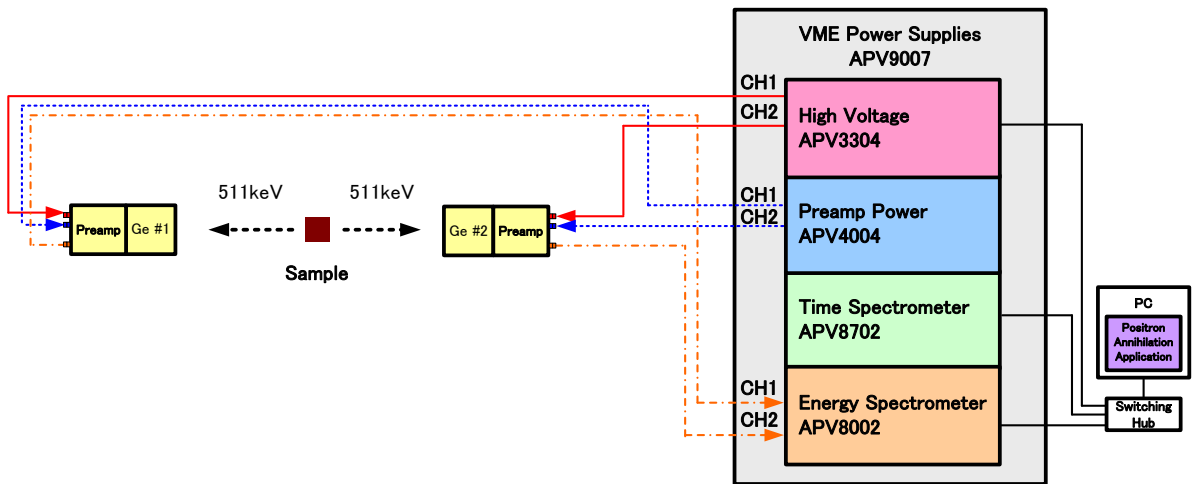 VME Power Supplies
APV9007
CH1
CH2
High Voltage
APV3304
CH1
CH2
Preamp Power
APV4004
Time Spectrometer
APV8702
CH1
CH2
Energy Spectrometer
APV8002
511keV
511keV
Preamp
Ge #1
Ge #2
Preamp
Sample
PC
Positron
Annihilation
Application
Switching
Hub